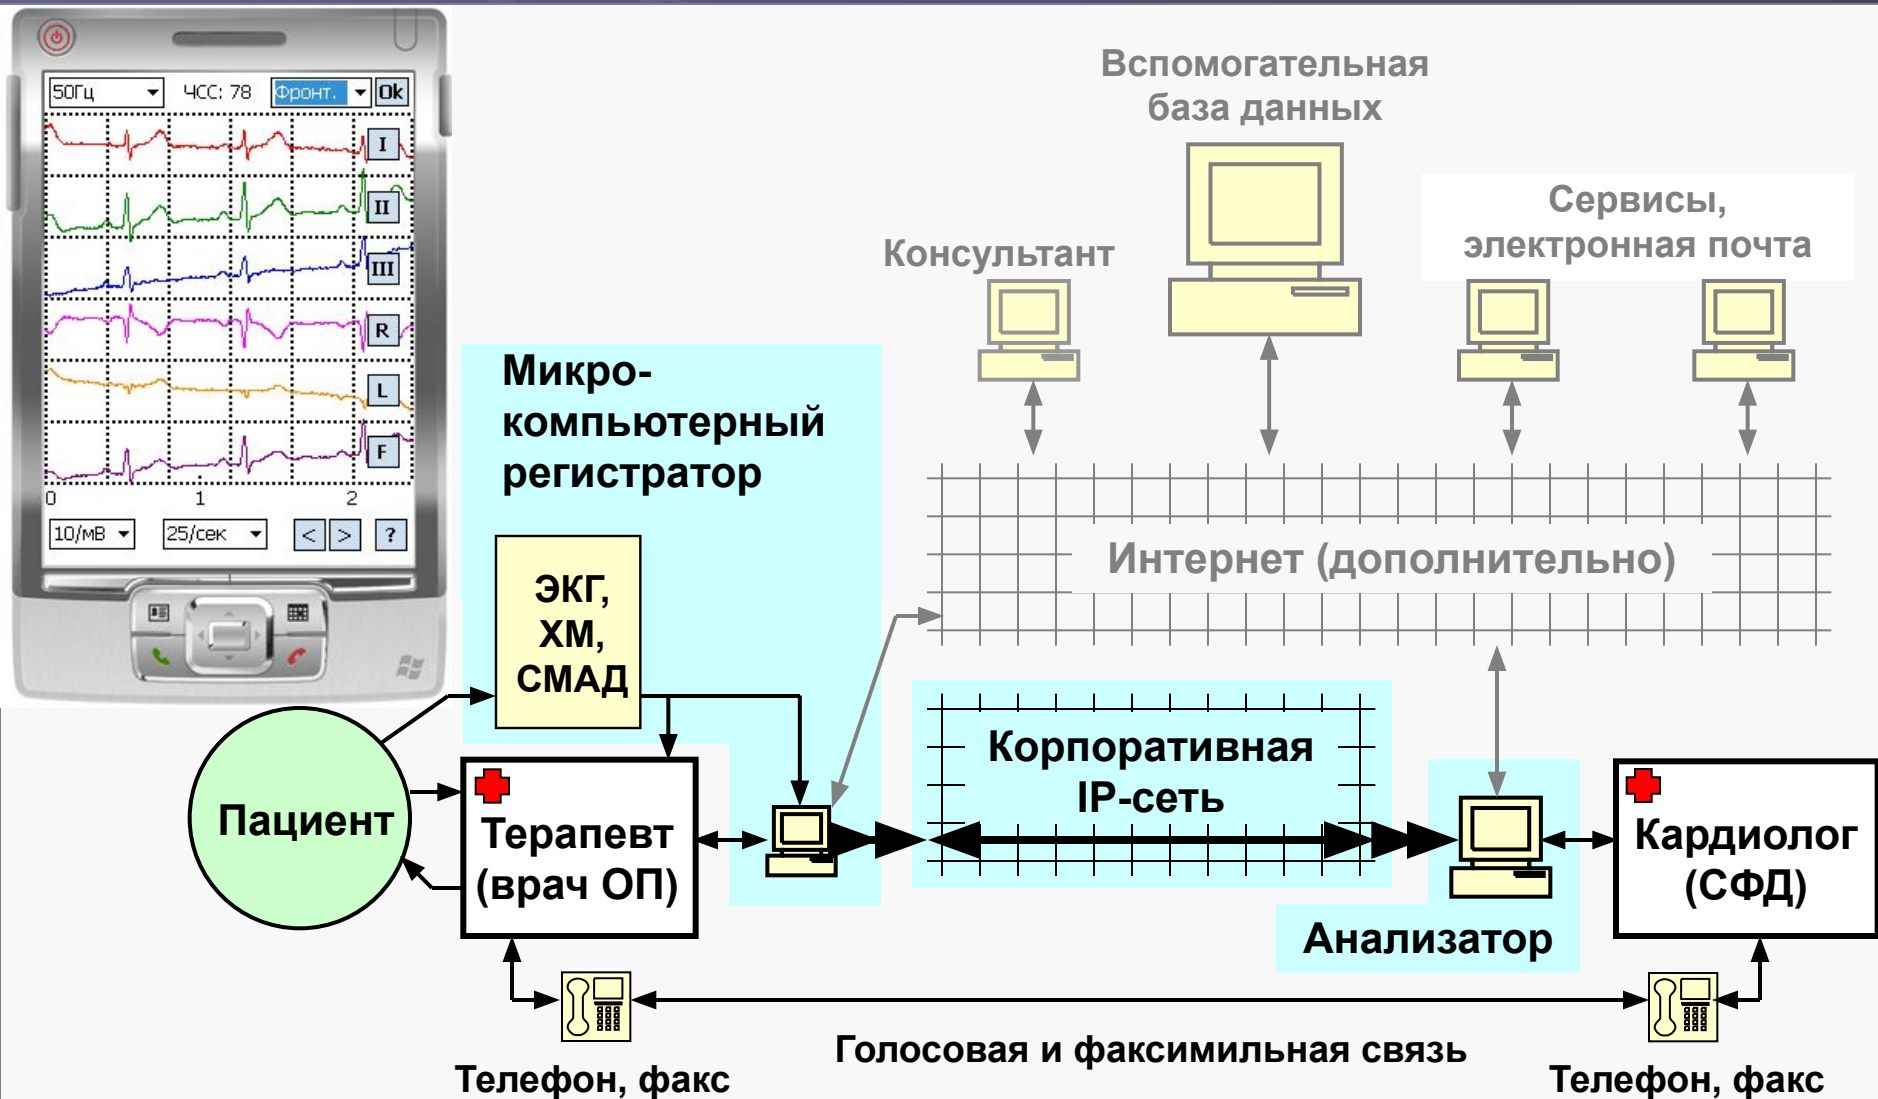 50Гц
ЧСС: 78
Фронт.
Ok
I
II
III
R
L
F
0 1 2
10/мВ
25/сек
<
>
?
Вспомогательная
база данных
Консультант
Сервисы,
электронная почта
Микро-
компьютерный
регистратор
Интернет (дополнительно)
ЭКГ,
ХМ,
СМАД
Корпоративная
IP-сеть
Пациент
Терапевт
(врач ОП)
Кардиолог
(СФД)
Анализатор
Голосовая и факсимильная связь
Телефон, факс
Телефон, факс